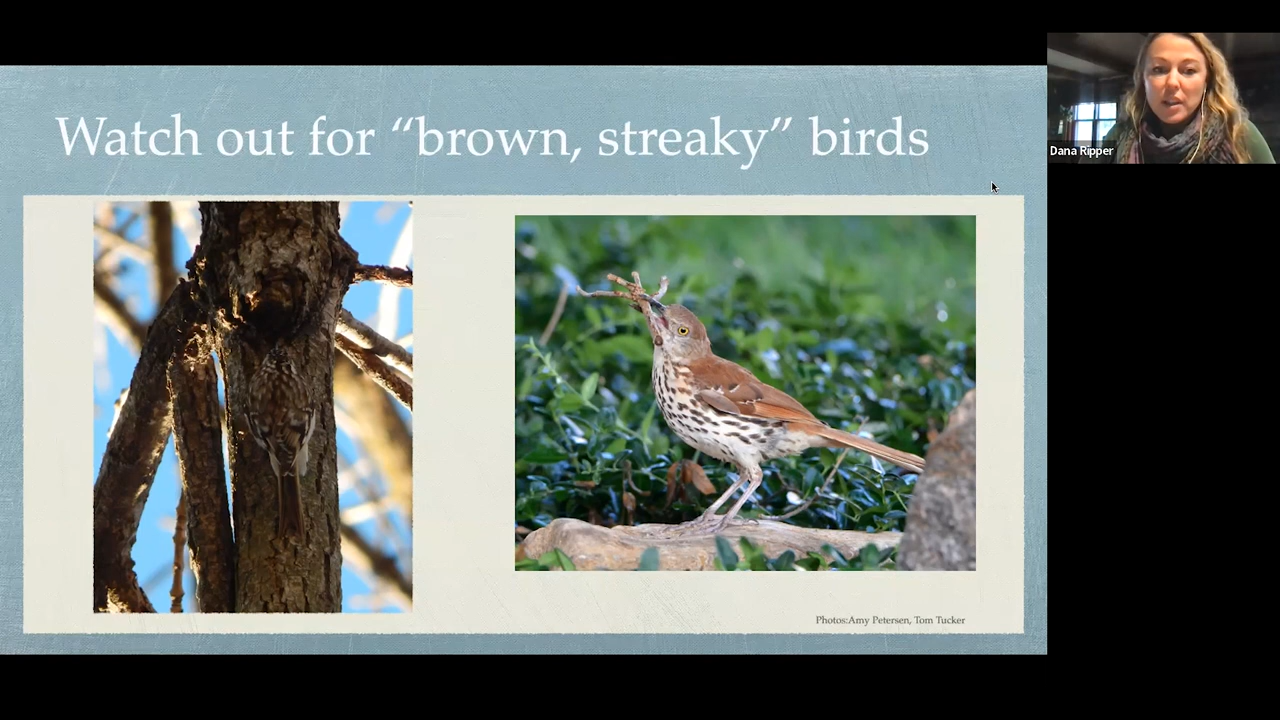 Watch out for “brown, streaky” birds
Dana Ripper
Photos:Amy Petersen, Tom Tucker